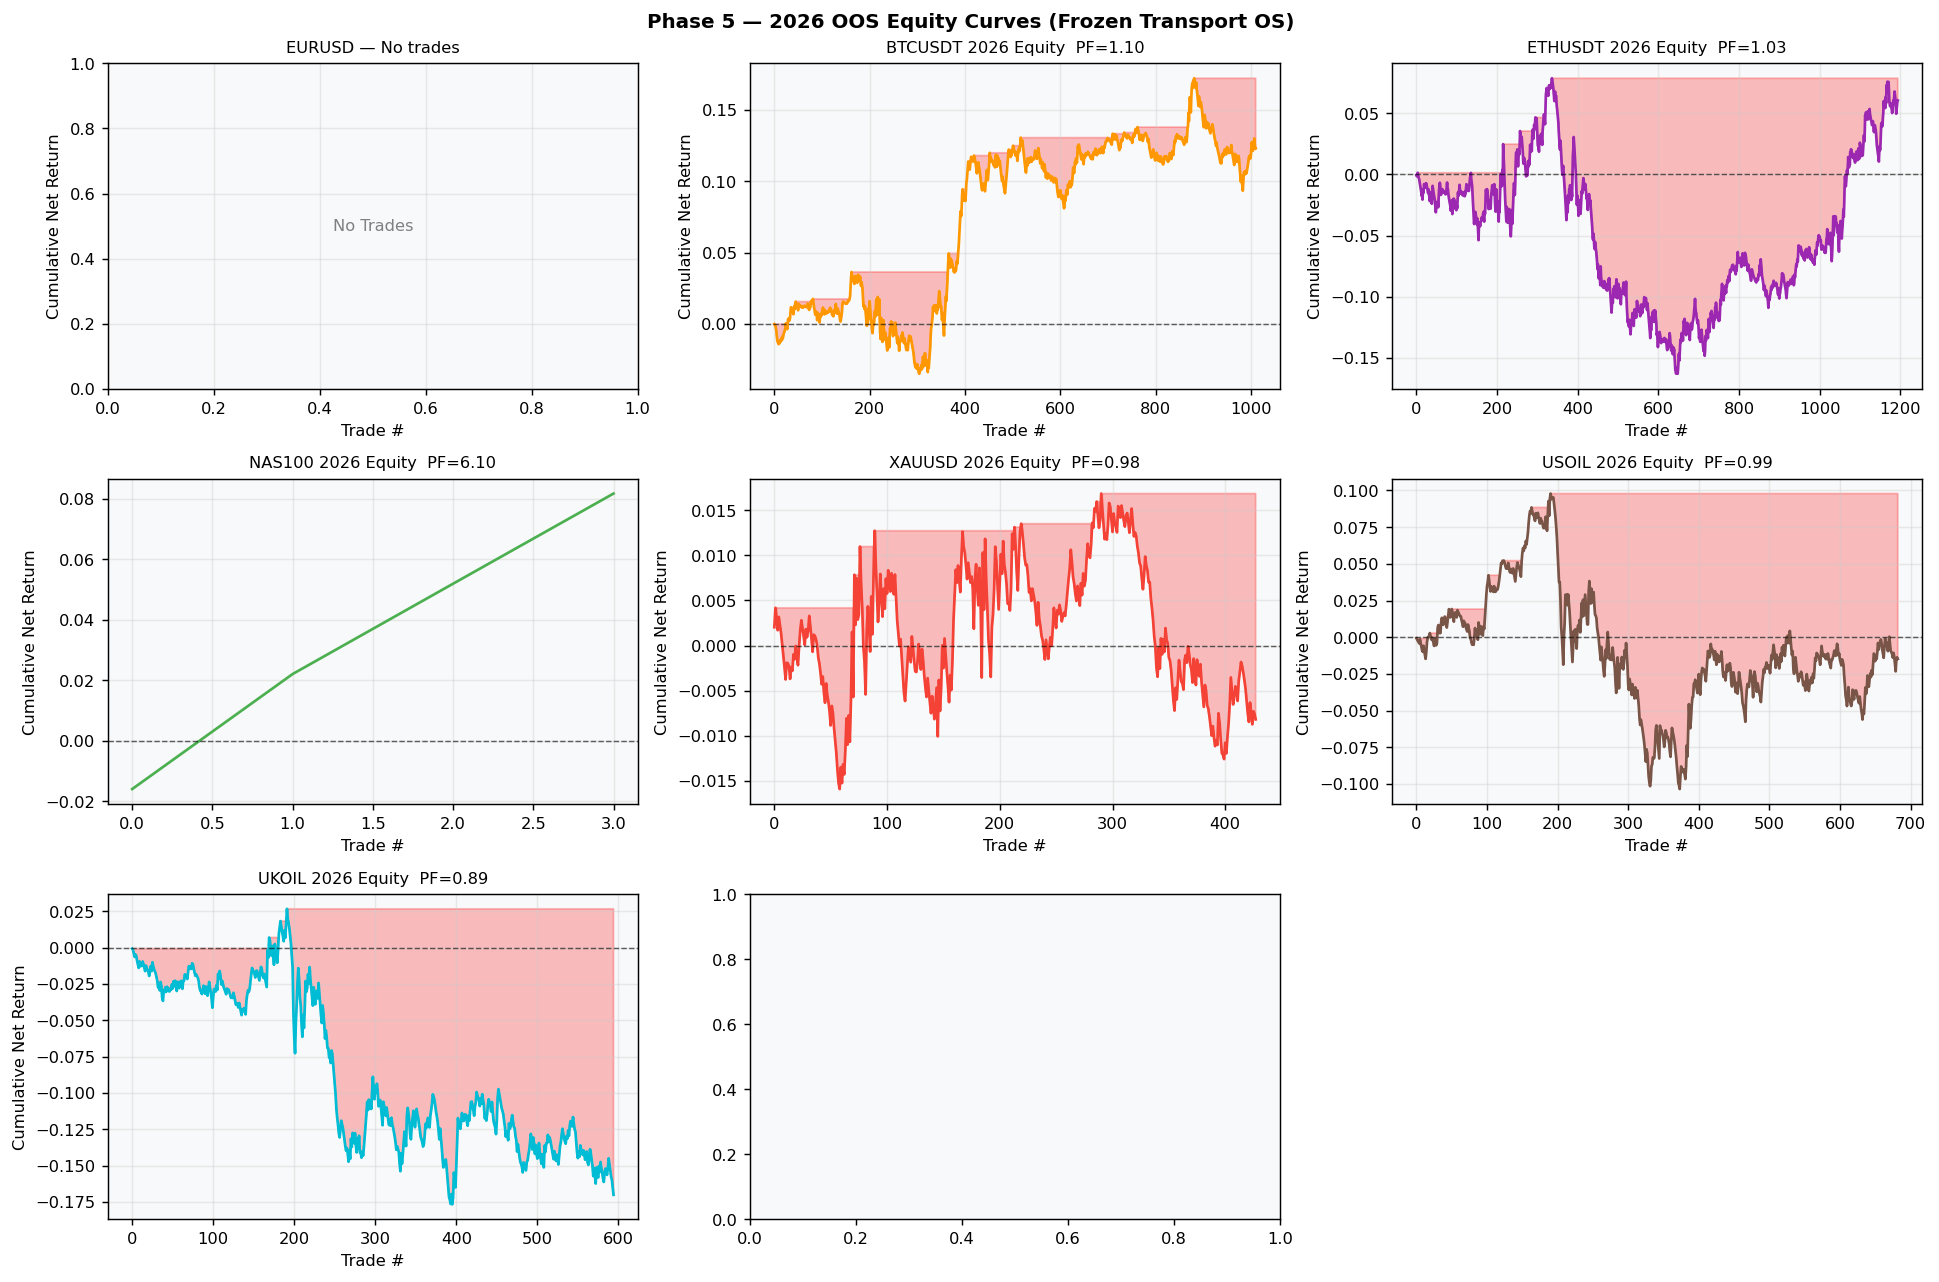 Phase 5 — 2026 OOS Equity Curves (Frozen Transport OS)
EURUSD — No trades
Cumulative Net Return
1.0
0.8
0.6
0.4
0.2
0.0
No Trades
0.0 0.2 0.4 0.6 0.8 1.0
Trade #
BTCUSDT 2026 Equity  PF=1.10
Cumulative Net Return
0.15
0.10
0.05
0.00
0 200 400 600 800 1000
Trade #
ETHUSDT 2026 Equity  PF=1.03
Cumulative Net Return
0.05
0.00
−0.05
−0.10
−0.15
0 200 400 600 800 1000 1200
Trade #
NAS100 2026 Equity  PF=6.10
Cumulative Net Return
0.08
0.06
0.04
0.02
0.00
−0.02
0.0 0.5 1.0 1.5 2.0 2.5 3.0
Trade #
XAUUSD 2026 Equity  PF=0.98
Cumulative Net Return
0.015
0.010
0.005
0.000
−0.005
−0.010
−0.015
0 100 200 300 400
Trade #
USOIL 2026 Equity  PF=0.99
Cumulative Net Return
0.100
0.075
0.050
0.025
0.000
−0.025
−0.050
−0.075
−0.100
0 100 200 300 400 500 600 700
Trade #
UKOIL 2026 Equity  PF=0.89
Cumulative Net Return
0.025
0.000
−0.025
−0.050
−0.075
−0.100
−0.125
−0.150
−0.175
0 100 200 300 400 500 600
Trade #
1.0
0.8
0.6
0.4
0.2
0.0
0.0 0.2 0.4 0.6 0.8 1.0